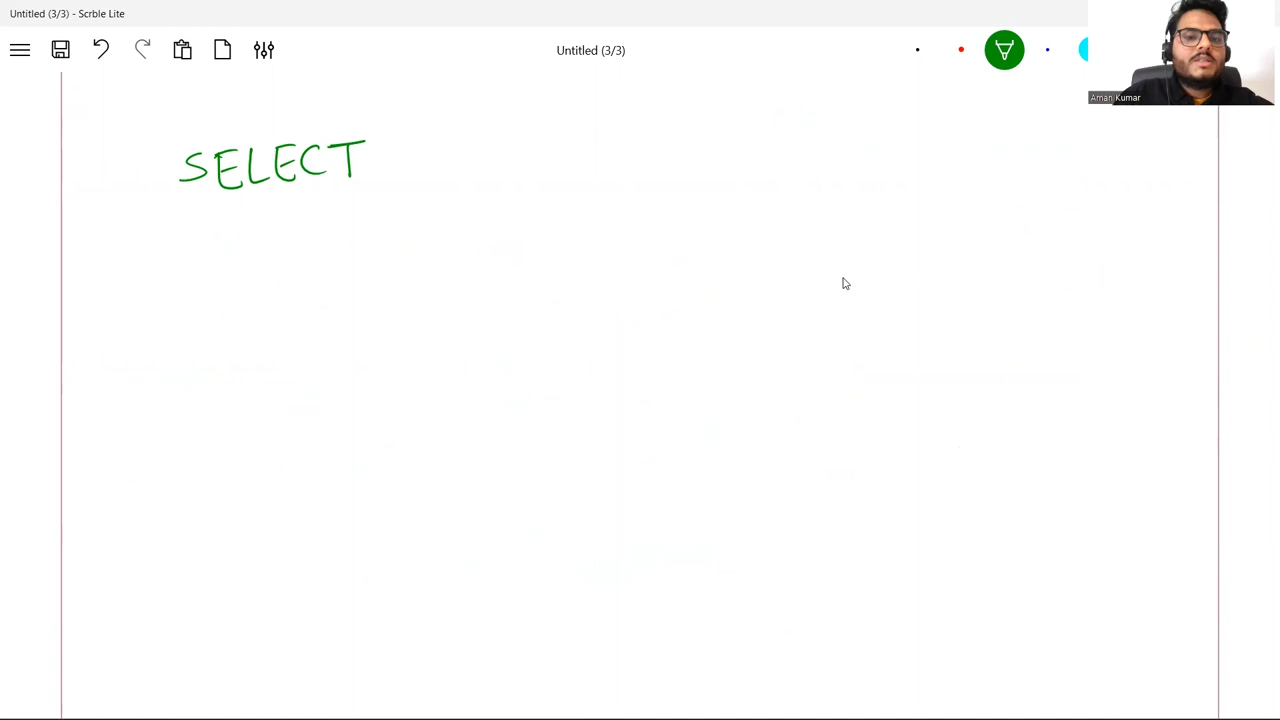 Untitled (3/3) - Scrble Lite
Untitled (3/3)
Aman Kumar
SELECT